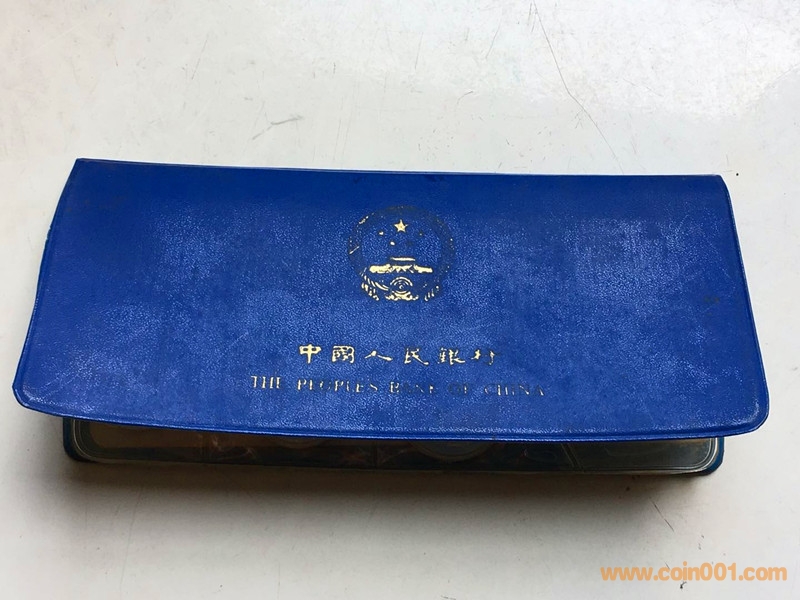 中國人民銀行
THE PEOPLES BANK OF CHINA
www.coin001.com